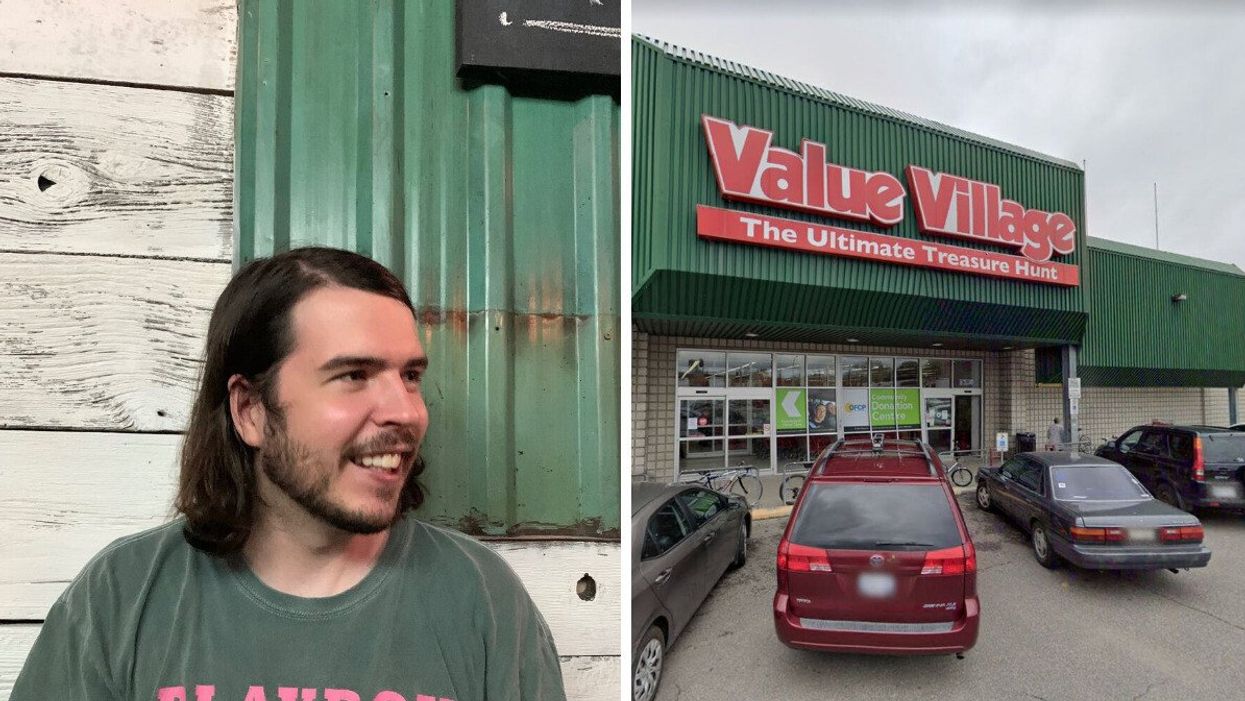 Value Village
The Ultimate Treasure Hunt
Community
Donation
Centre